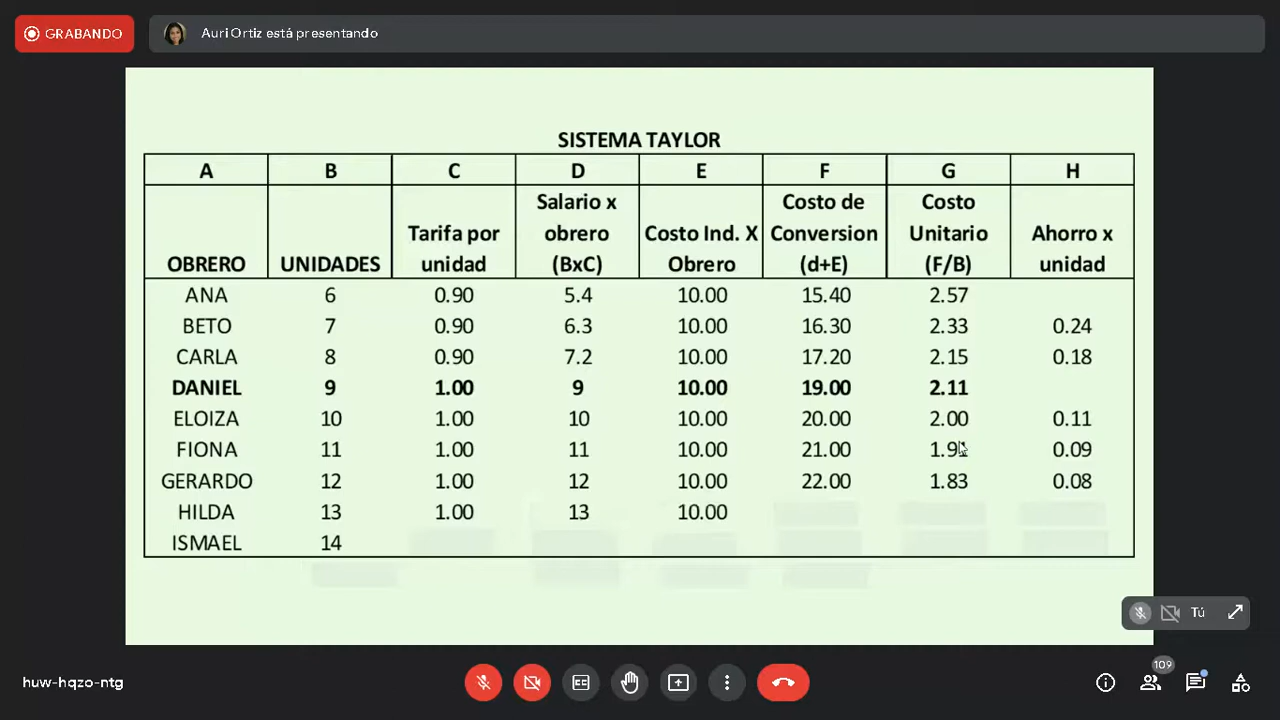 GRABANDO
Auri Ortiz está presentando
SISTEMA TAYLOR
A B C D E F G H
OBRERO UNIDADES Tarifa por unidad Salario x obrero (BxC) Costo Ind. X Obrero Costo de Conversion (d+E) Costo Unitario (F/B) Ahorro x unidad
ANA 6 0.90 5.4 10.00 15.40 2.57
BETO 7 0.90 6.3 10.00 16.30 2.33 0.24
CARLA 8 0.90 7.2 10.00 17.20 2.15 0.18
DANIEL 9 1.00 9 10.00 19.00 2.11
ELOIZA 10 1.00 10 10.00 20.00 2.00 0.11
FIONA 11 1.00 11 10.00 21.00 0.09
GERARDO 12 1.00 12 10.00 22.00 1.83 0.08
HILDA 13 1.00 13 10.00
ISMAEL 14
Tú
huw-hqzo-ntg
109